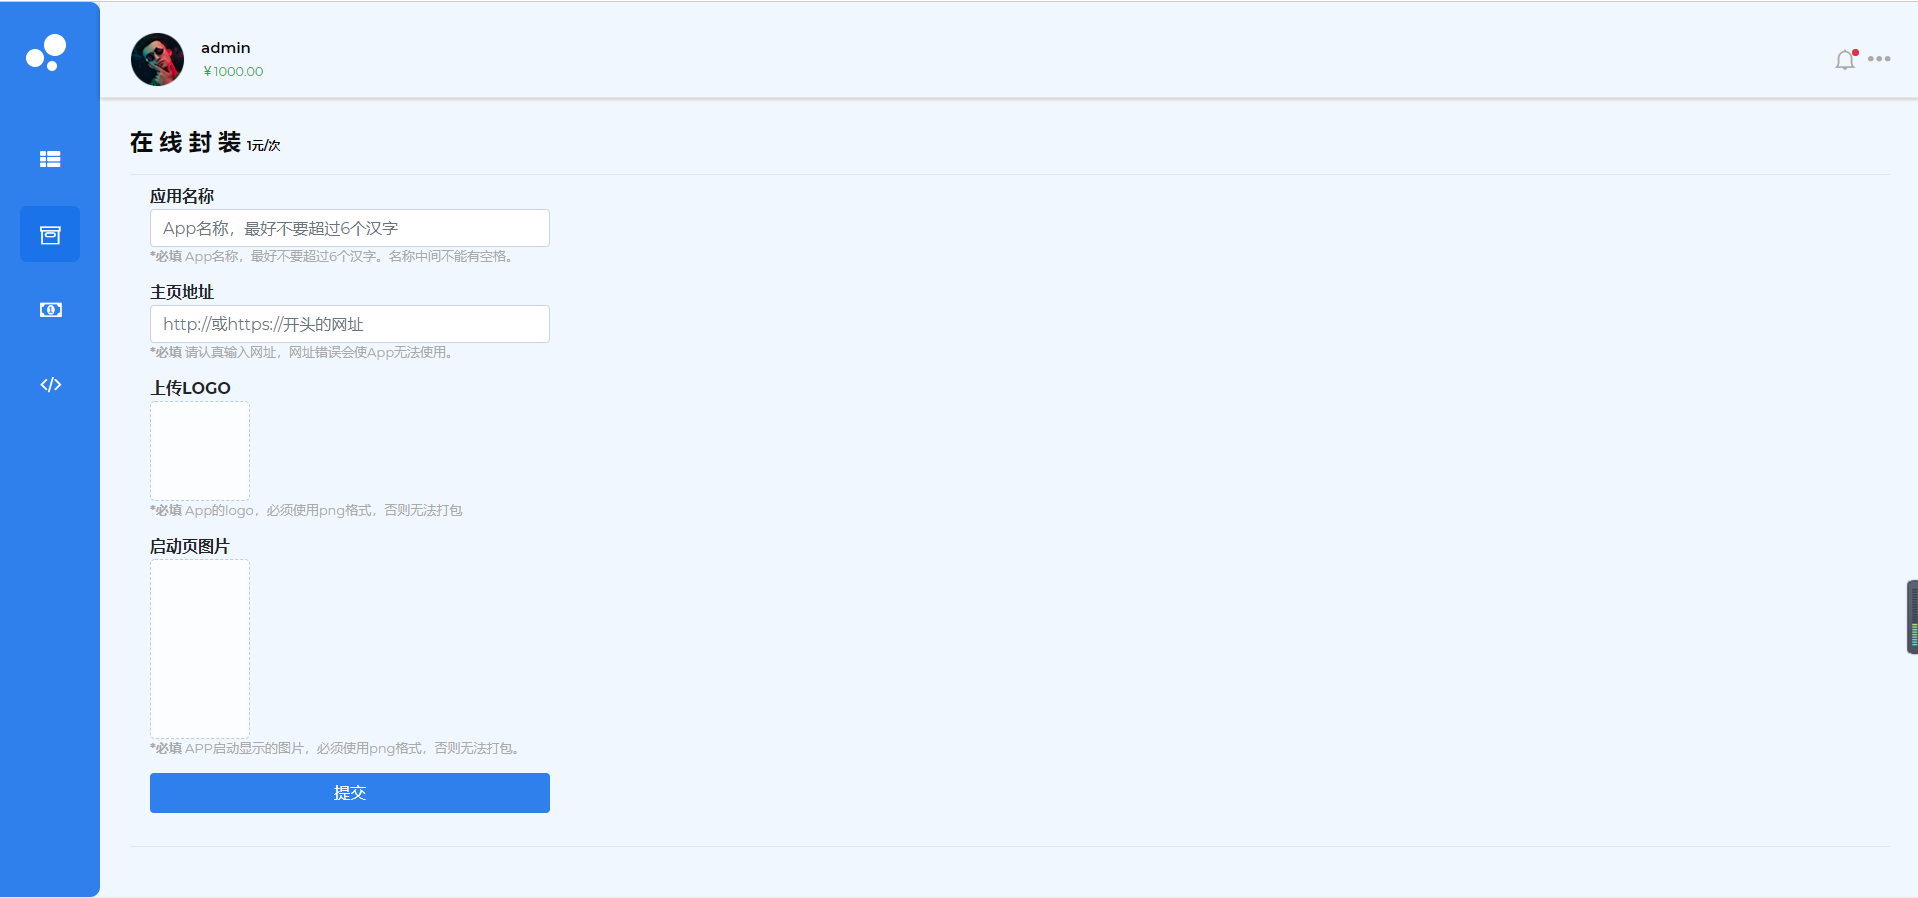 admin
¥1000.00
在 线 封 装 1元/次
应用名称
App名称，最好不要超过6个汉字
*必填 App名称，最好不要超过6个汉字。名称中间不能有空格。
主页地址
http://或https://开头的网址
*必填 请认真输入网址，网址错误会使App无法使用。
上传LOGO
*必填 App的logo，必须使用png格式，否则无法打包
启动页图片
*必填 APP启动显示的图片，必须使用png格式，否则无法打包。
提交